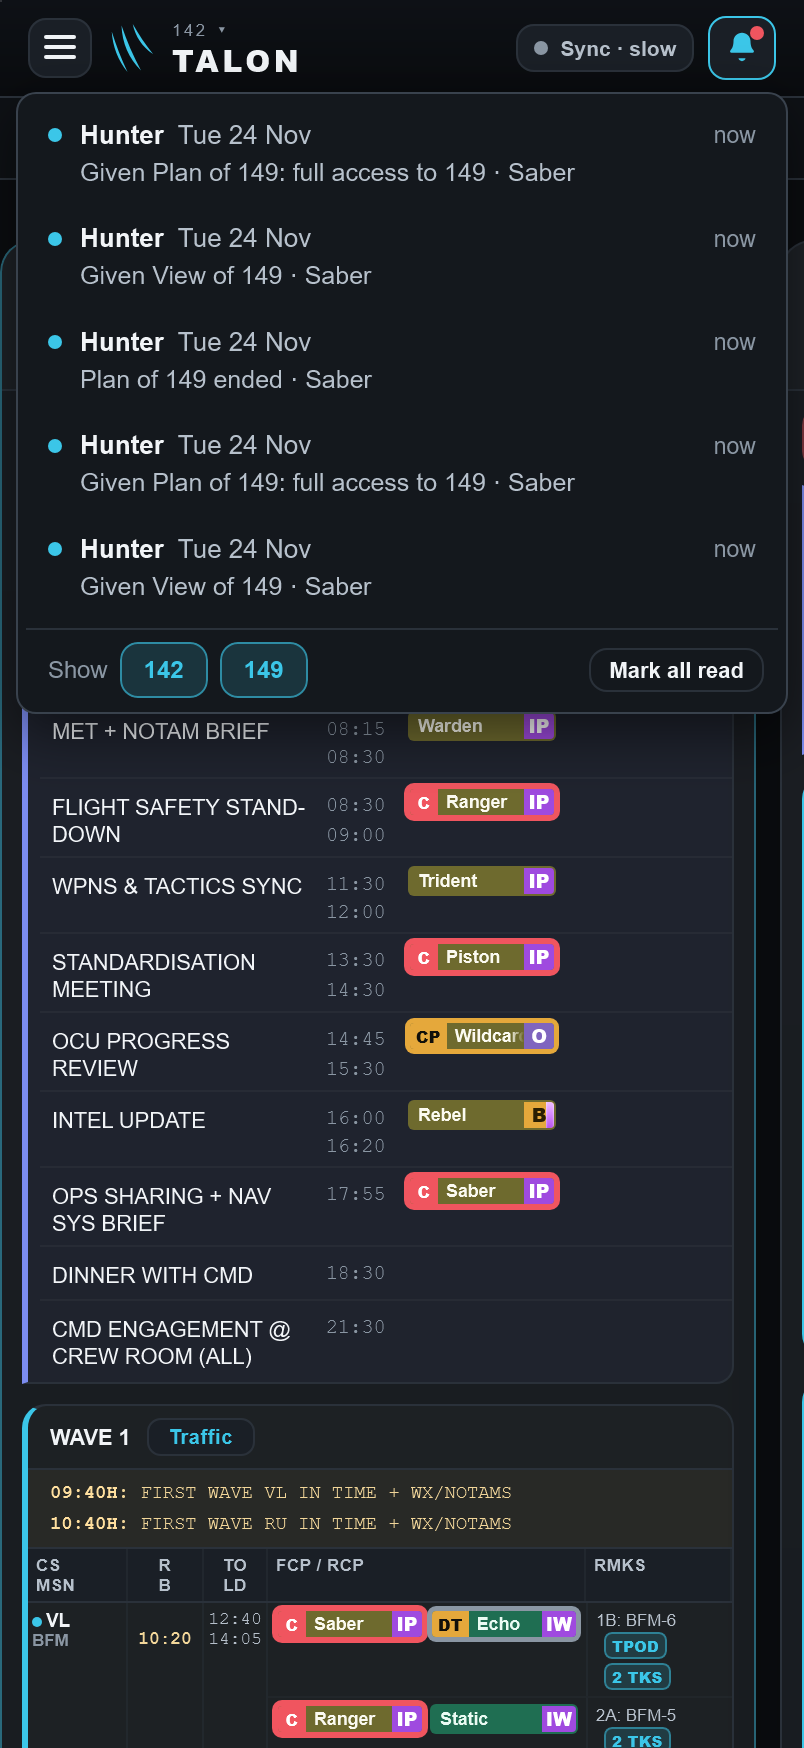 142 ▾
TALON
Sync · slow
Hunter Tue 24 Nov now
Given Plan of 149: full access to 149 · Saber
Hunter Tue 24 Nov now
Given View of 149 · Saber
Hunter Tue 24 Nov now
Plan of 149 ended · Saber
Hunter Tue 24 Nov now
Given Plan of 149: full access to 149 · Saber
Hunter Tue 24 Nov now
Given View of 149 · Saber
Show 142 149 Mark all read
MET + NOTAM BRIEF 08:15 Warden IP
08:30
FLIGHT SAFETY STAND- 08:30 C Ranger IP
DOWN 09:00
WPNS & TACTICS SYNC 11:30 Trident IP
12:00
STANDARDISATION 13:30 C Piston IP
MEETING 14:30
OCU PROGRESS 14:45 CP Wildcar O
REVIEW 15:30
INTEL UPDATE 16:00 Rebel B
16:20
OPS SHARING + NAV 17:55 C Saber IP
SYS BRIEF
DINNER WITH CMD 18:30
CMD ENGAGEMENT @ 21:30
CREW ROOM (ALL)
WAVE 1 Traffic
09:40H: FIRST WAVE VL IN TIME + WX/NOTAMS
10:40H: FIRST WAVE RU IN TIME + WX/NOTAMS
CS R TO FCP / RCP RMKS
MSN B LD
VL 12:40 C Saber IP DT Echo IW 1B: BFM-6
BFM 10:20 14:05 TPOD
2 TKS
C Ranger IP Static IW 2A: BFM-5
2 TKS